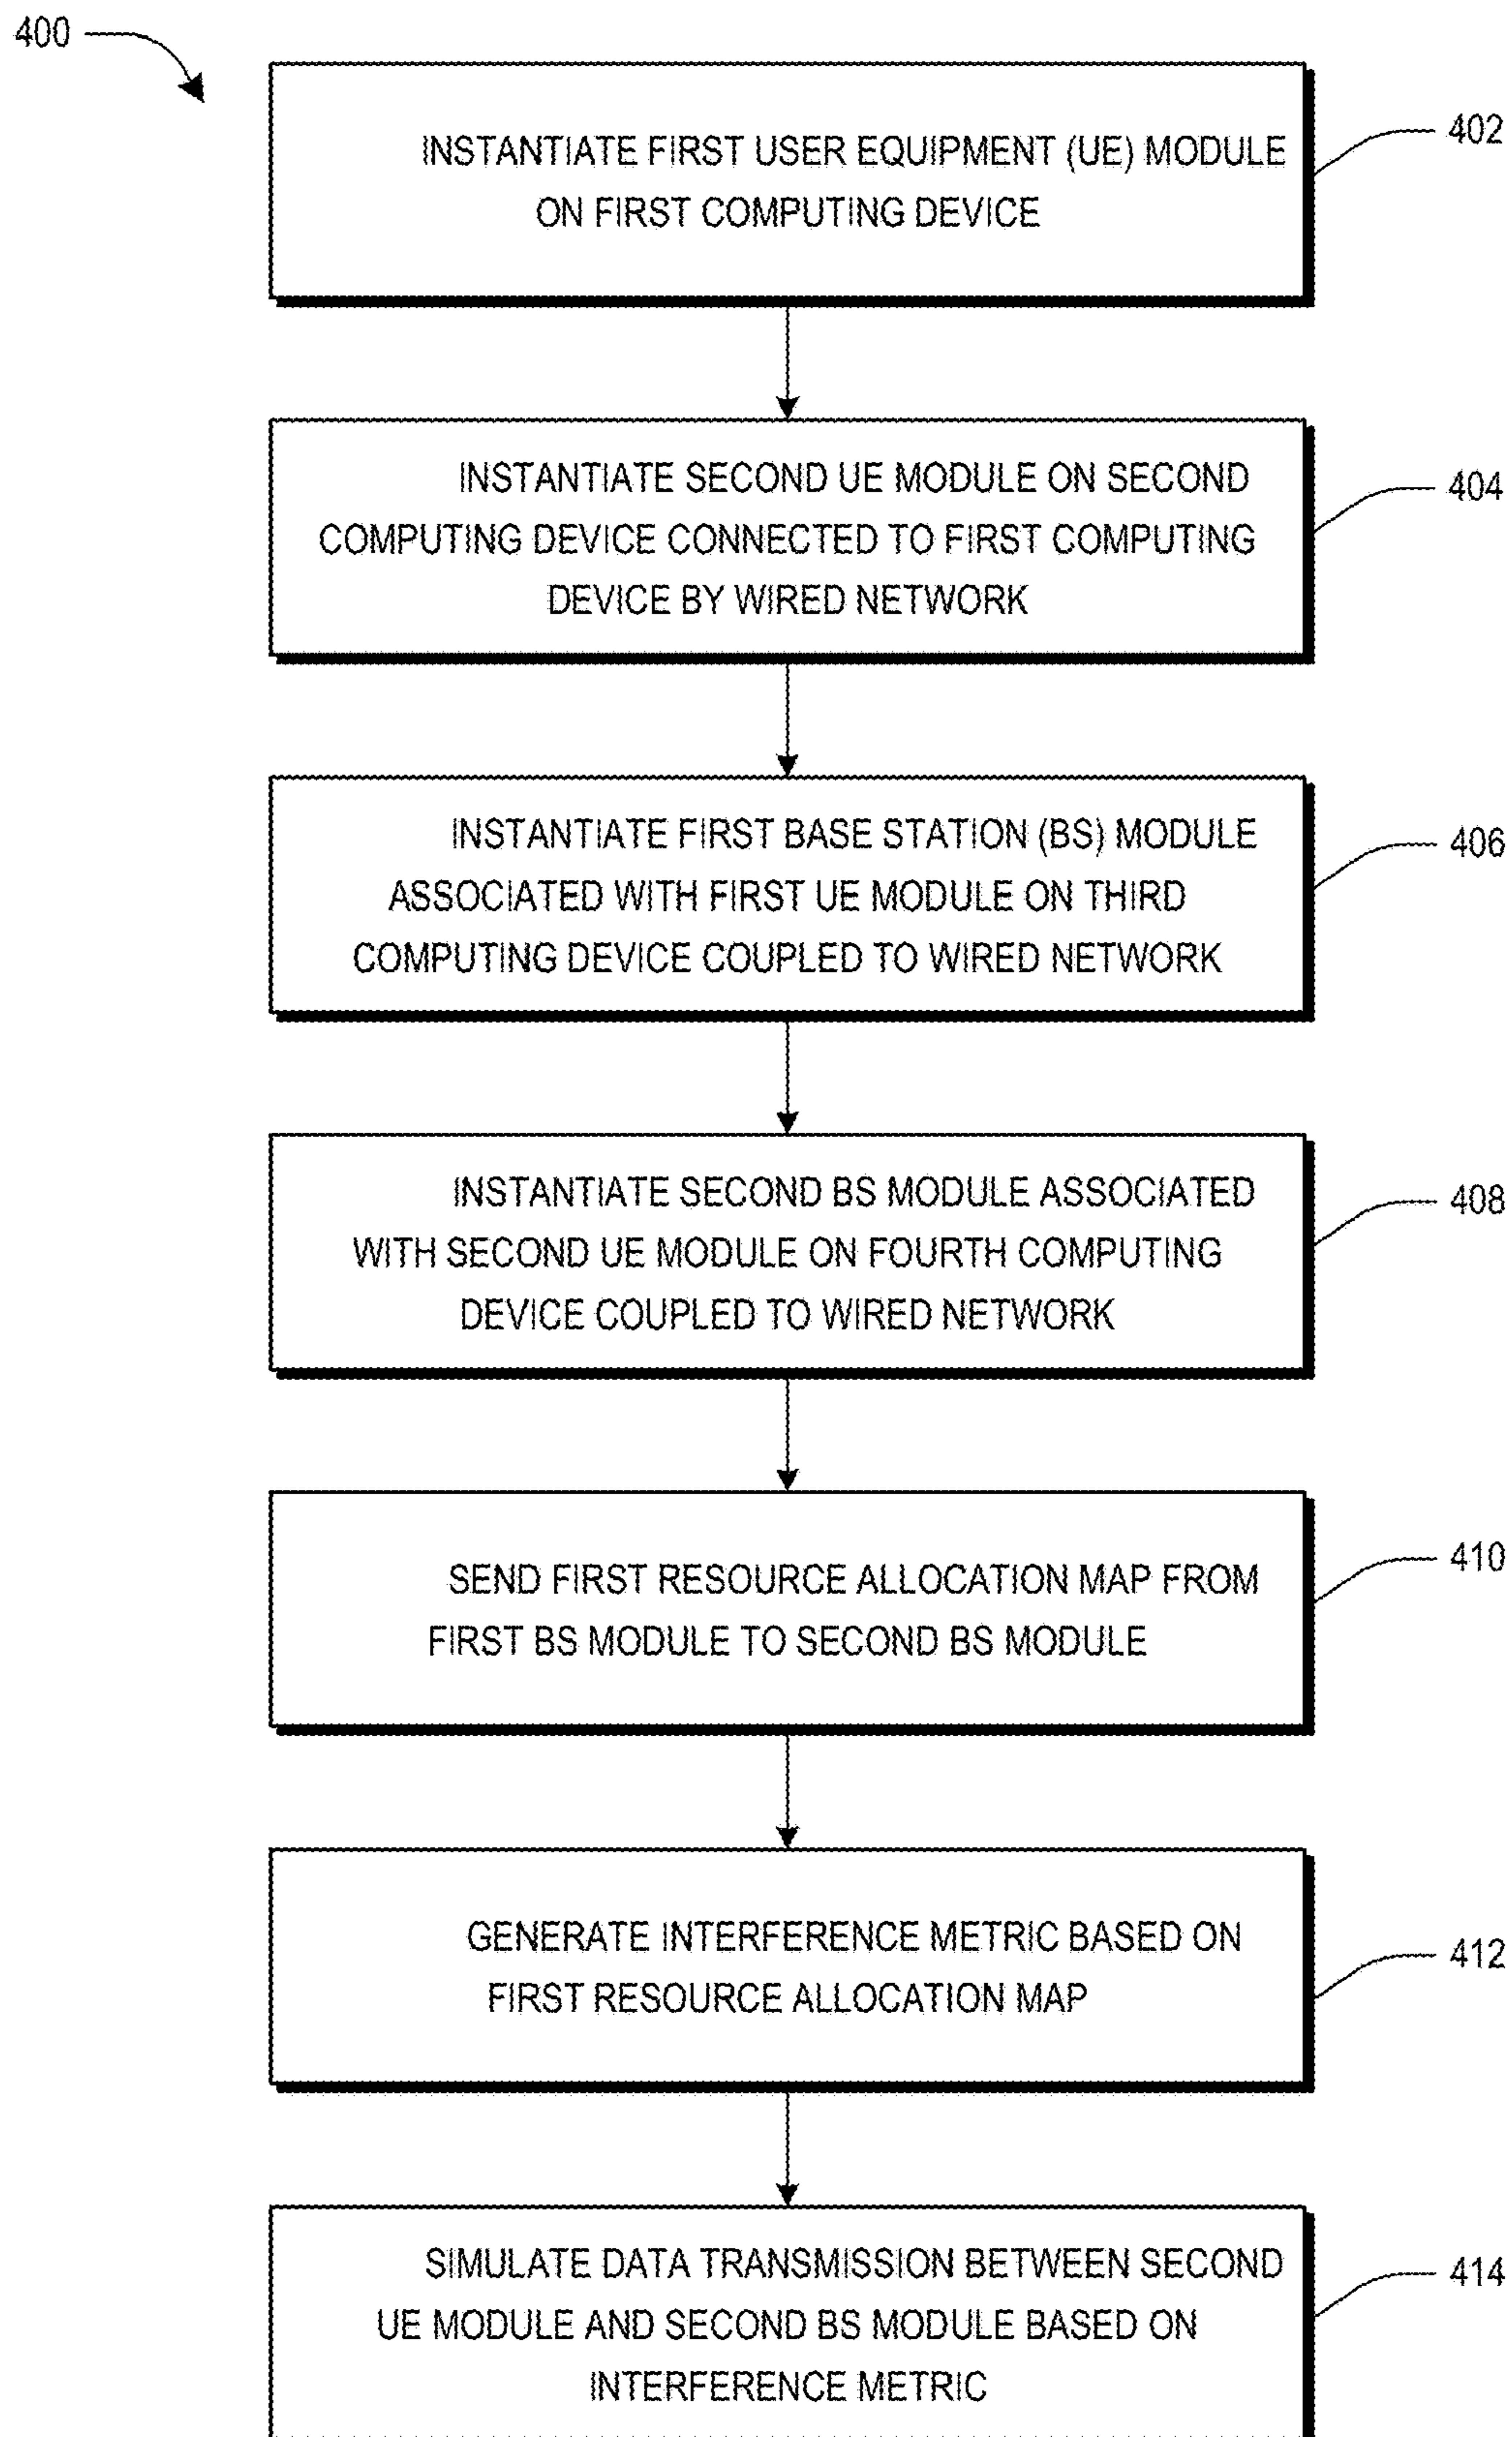 400
INSTANTIATE FIRST USER EQUIPMENT (UE) MODULE
ON FIRST COMPUTING DEVICE
402
INSTANTIATE SECOND UE MODULE ON SECOND
COMPUTING DEVICE CONNECTED TO FIRST COMPUTING
DEVICE BY WIRED NETWORK
404
INSTANTIATE FIRST BASE STATION (BS) MODULE
ASSOCIATED WITH FIRST UE MODULE ON THIRD
COMPUTING DEVICE COUPLED TO WIRED NETWORK
406
INSTANTIATE SECOND BS MODULE ASSOCIATED
WITH SECOND UE MODULE ON FOURTH COMPUTING
DEVICE COUPLED TO WIRED NETWORK
408
SEND FIRST RESOURCE ALLOCATION MAP FROM
FIRST BS MODULE TO SECOND BS MODULE
410
GENERATE INTERFERENCE METRIC BASED ON
FIRST RESOURCE ALLOCATION MAP
412
SIMULATE DATA TRANSMISSION BETWEEN SECOND
UE MODULE AND SECOND BS MODULE BASED ON
INTERFERENCE METRIC
414